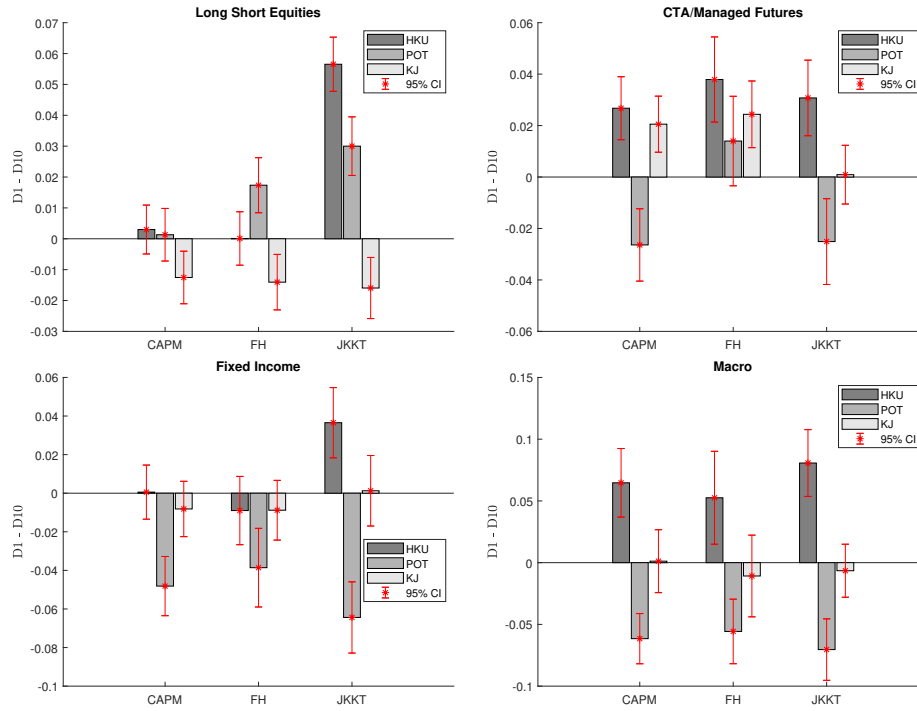 Long Short Equities
0.07
0.06
0.05
0.04
0.03
0.02
0.01
0
-0.01
-0.02
-0.03
D1 - D10
HKU
POT
KJ
95% CI
CAPM
FH
JKKT
CTA/Managed Futures
0.06
0.04
0.02
0
-0.02
-0.04
-0.06
D1 - D10
HKU
POT
KJ
95% CI
CAPM
FH
JKKT
Fixed Income
0.06
0.04
0.02
0
-0.02
-0.04
-0.06
-0.08
-0.1
D1 - D10
HKU
POT
KJ
95% CI
CAPM
FH
JKKT
Macro
0.15
0.1
0.05
0
-0.05
-0.1
D1 - D10
HKU
POT
KJ
95% CI
CAPM
FH
JKKT